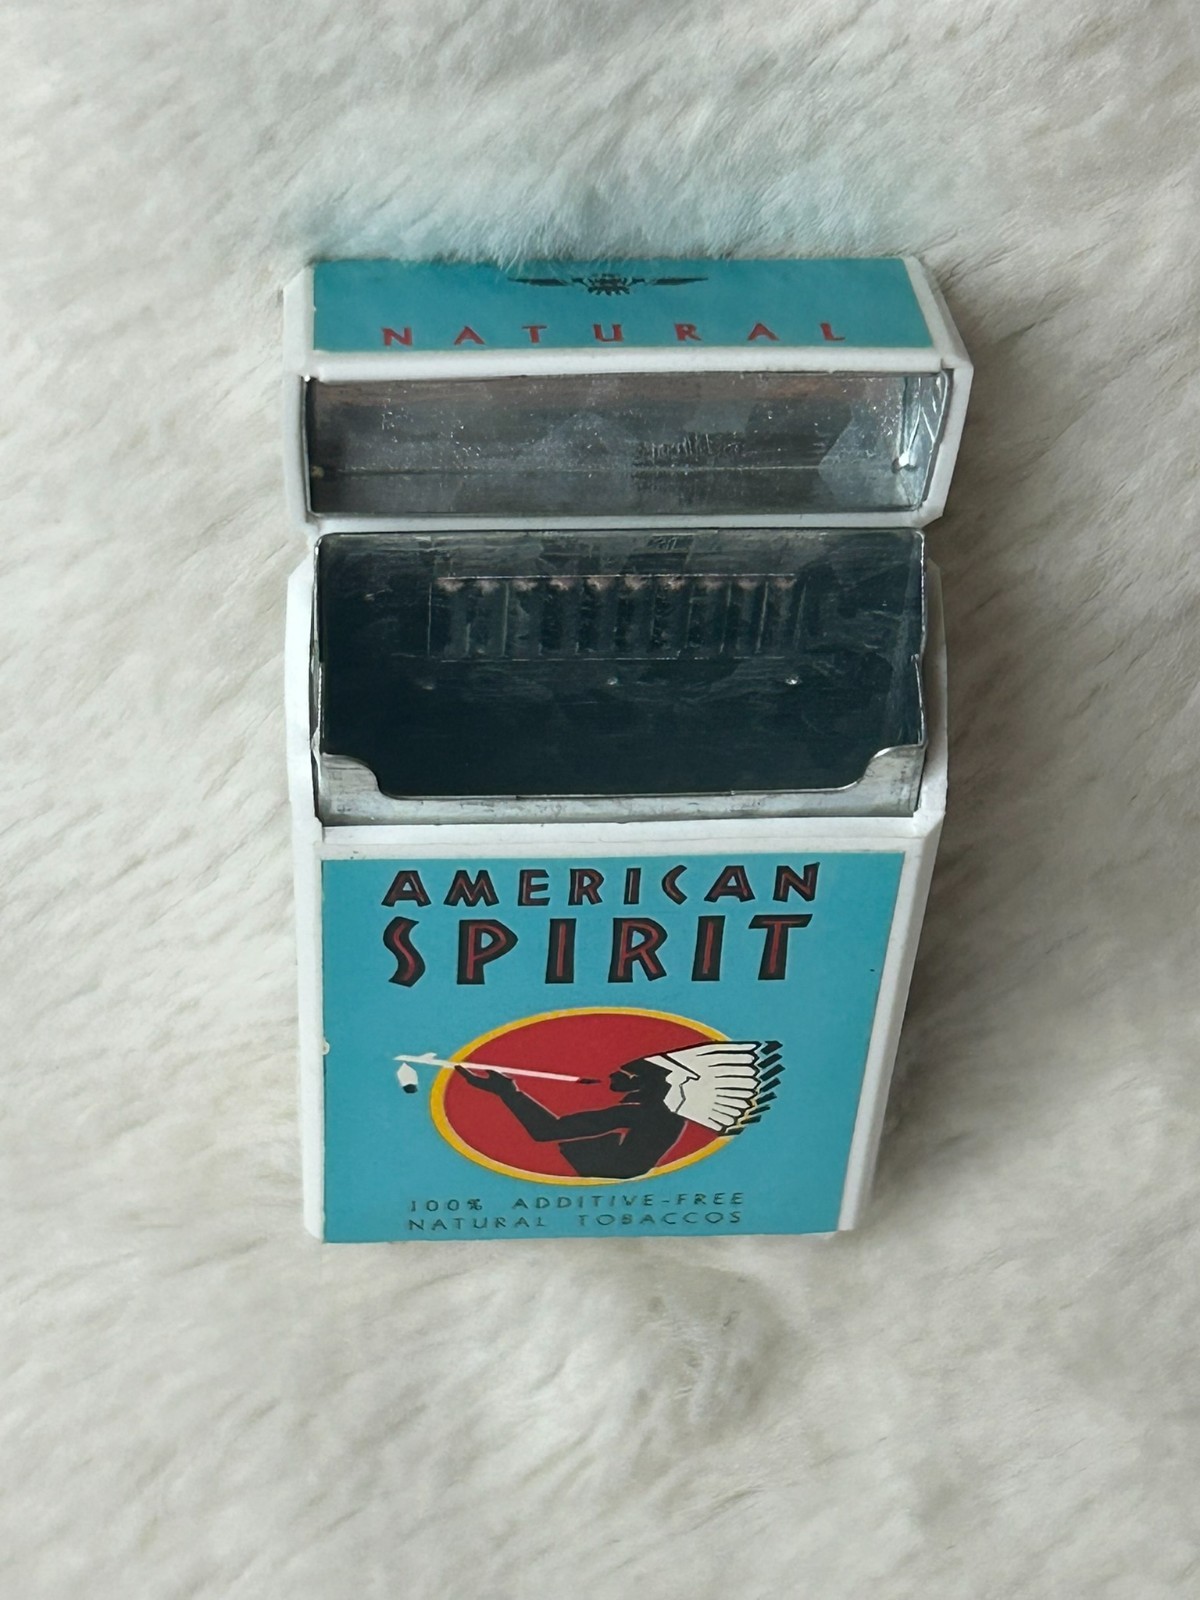 NATURAL
AMERICAN
SPIRIT
100% ADDITIVE-FREE
NATURAL TOBACCOS